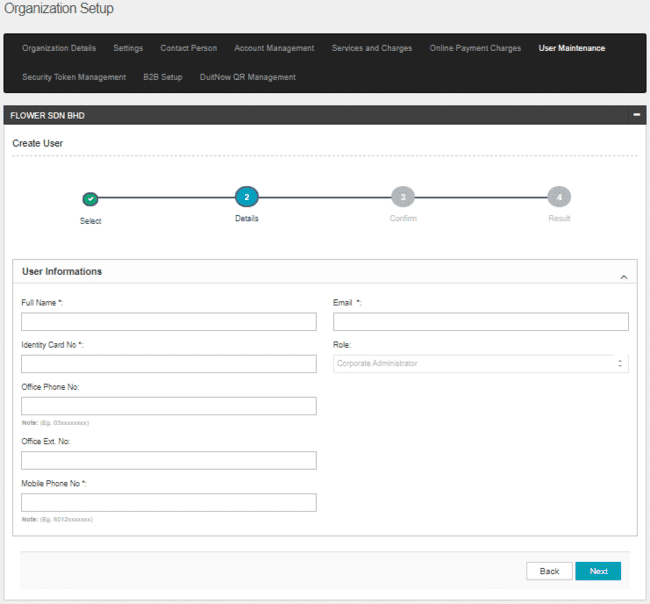 Organization Setup
Organization Details Settings Contact Person Account Management Services and Charges Online Payment Charges User Maintenance
Security Token Management B2B Setup DuitNow QR Management
FLOWER SDN BHD
Create User
2 3 4
Select Details Confirm Result
User Informations
Full Name *: Email *:
Identity Card No *: Role:
Corporate Administrator
Office Phone No:
Note: (Eg. 03xxxxxxxx)
Office Ext. No:
Mobile Phone No *:
Note: (Eg. 6012xxxxxxx)
Back Next